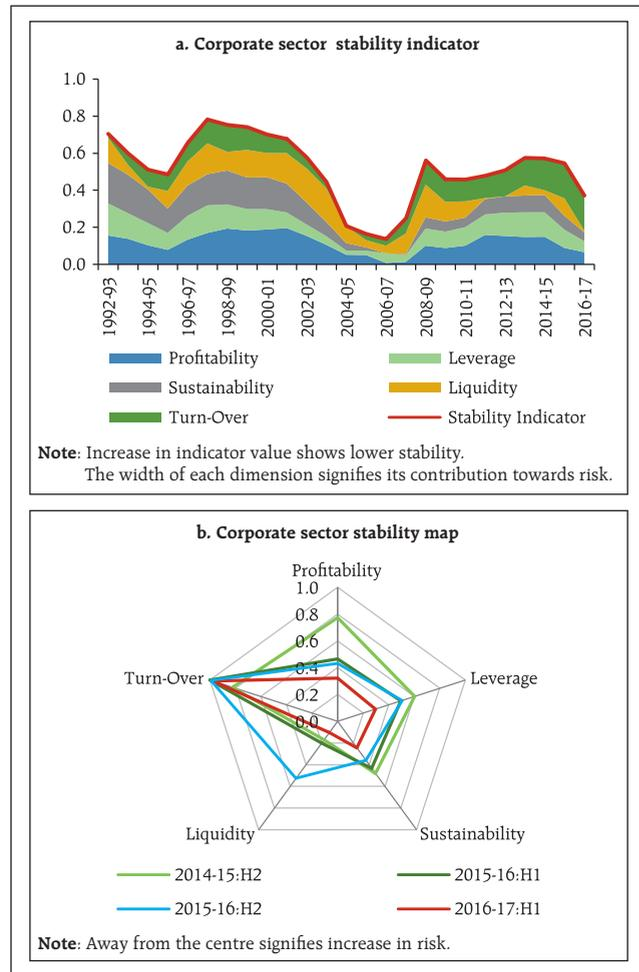 a. Corporate sector stability indicator
1.0
0.8
0.6
0.4
0.2
0.0
1992-93
1994-95
1996-97
1998-99
2000-01
2002-03
2004-05
2006-07
2008-09
2010-11
2012-13
2014-15
2016-17
Profitability
Leverage
Sustainability
Liquidity
Turn-Over
Stability Indicator
Note: Increase in indicator value shows lower stability.
The width of each dimension signifies its contribution towards risk.
b. Corporate sector stability map
Profitability
1.0
0.8
0.6
0.4
0.2
0.0
Turn-Over
Leverage
Liquidity
Sustainability
2014-15:H2
2015-16:H1
2015-16:H2
2016-17:H1
Note: Away from the centre signifies increase in risk.